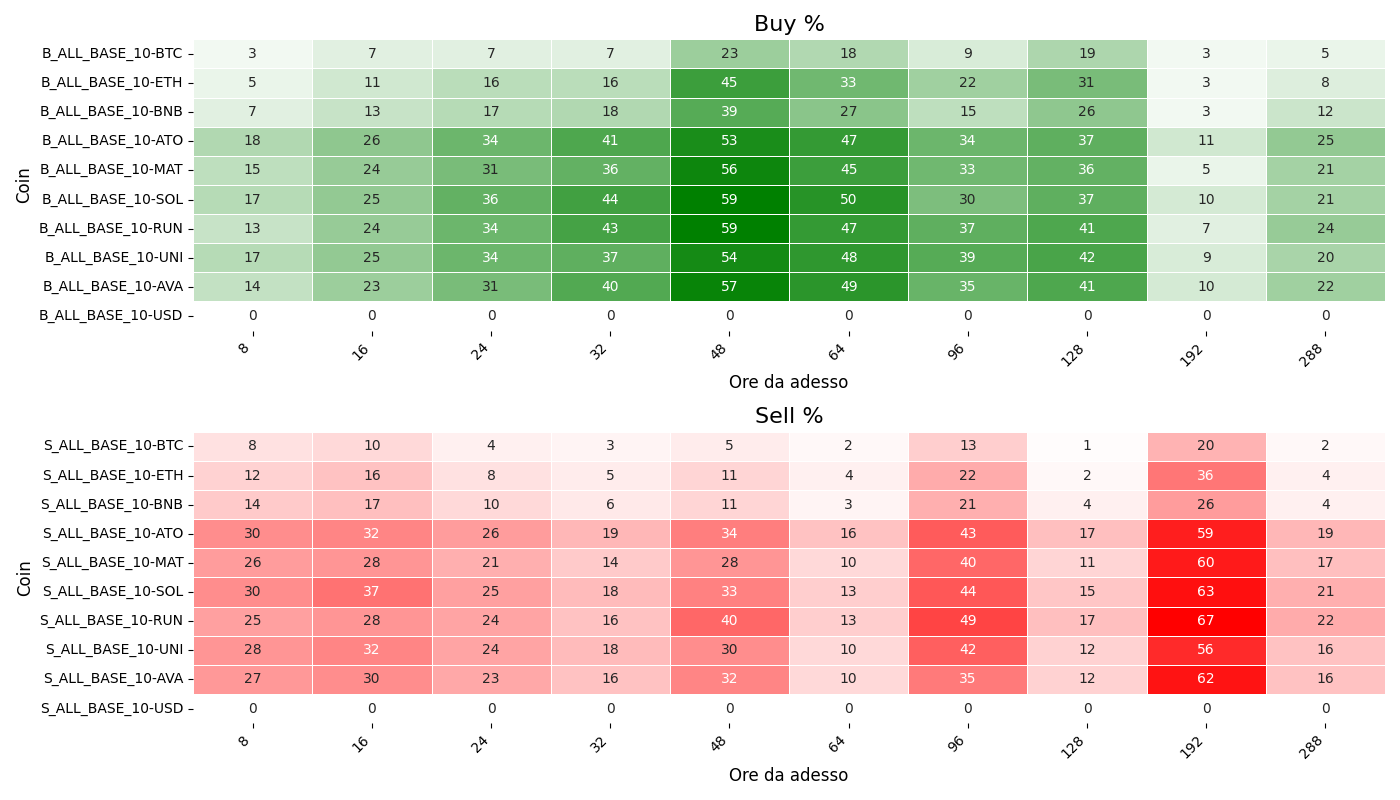 Buy %
B_ALL_BASE_10-BTC 3 7 7 7 23 18 9 19 3 5
B_ALL_BASE_10-ETH 5 11 16 16 45 33 22 31 3 8
B_ALL_BASE_10-BNB 7 13 17 18 39 27 15 26 3 12
B_ALL_BASE_10-ATO 18 26 34 41 53 47 34 37 11 25
B_ALL_BASE_10-MAT 15 24 31 36 56 45 33 36 5 21
B_ALL_BASE_10-SOL 17 25 36 44 59 50 30 37 10 21
B_ALL_BASE_10-RUN 13 24 34 43 59 47 37 41 7 24
B_ALL_BASE_10-UNI 17 25 34 37 54 48 39 42 9 20
B_ALL_BASE_10-AVA 14 23 31 40 57 49 35 41 10 22
B_ALL_BASE_10-USD 0 0 0 0 0 0 0 0 0 0
Coin
8 16 24 32 48 64 96 128 192 288
Ore da adesso
Sell %
S_ALL_BASE_10-BTC 8 10 4 3 5 2 13 1 20 2
S_ALL_BASE_10-ETH 12 16 8 5 11 4 22 2 36 4
S_ALL_BASE_10-BNB 14 17 10 6 11 3 21 4 26 4
S_ALL_BASE_10-ATO 30 32 26 19 34 16 43 17 59 19
S_ALL_BASE_10-MAT 26 28 21 14 28 10 40 11 60 17
S_ALL_BASE_10-SOL 30 37 25 18 33 13 44 15 63 21
S_ALL_BASE_10-RUN 25 28 24 16 40 13 49 17 67 22
S_ALL_BASE_10-UNI 28 32 24 18 30 10 42 12 56 16
S_ALL_BASE_10-AVA 27 30 23 16 32 10 35 12 62 16
S_ALL_BASE_10-USD 0 0 0 0 0 0 0 0 0 0
Coin
8 16 24 32 48 64 96 128 192 288
Ore da adesso